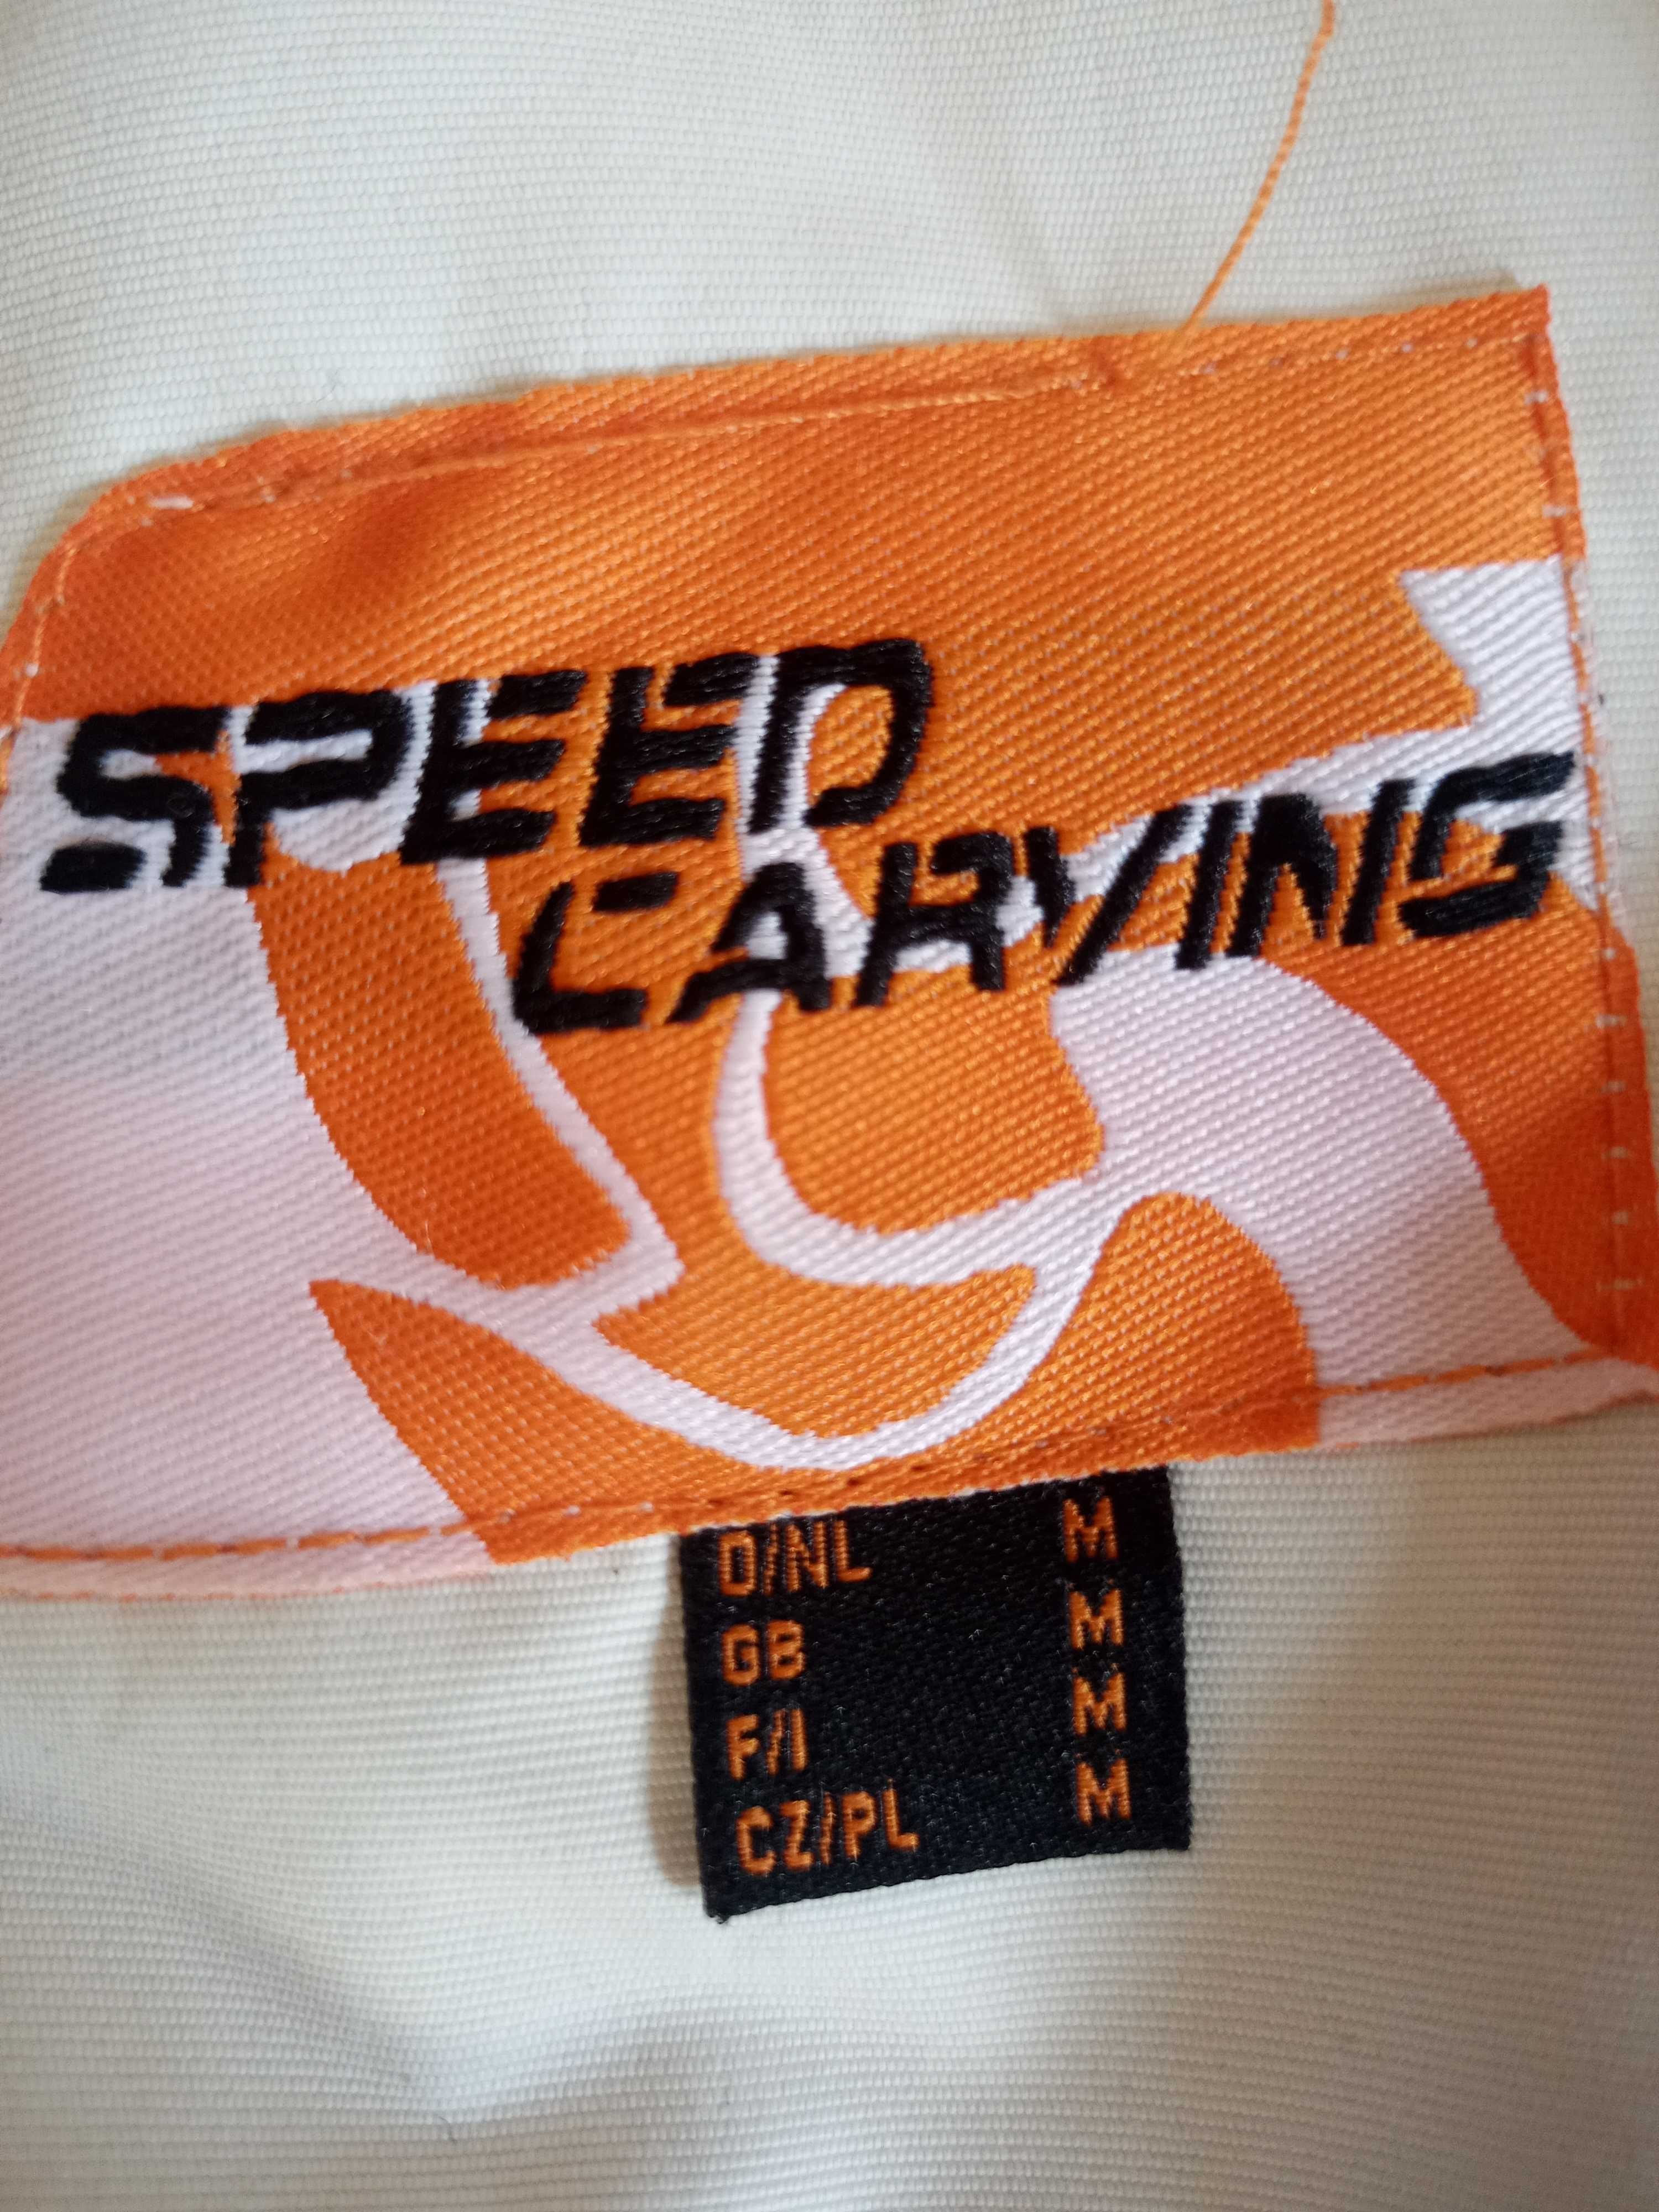 SPEED
CARVING
D/NL M
GB M
F/I M
CZ/PL M